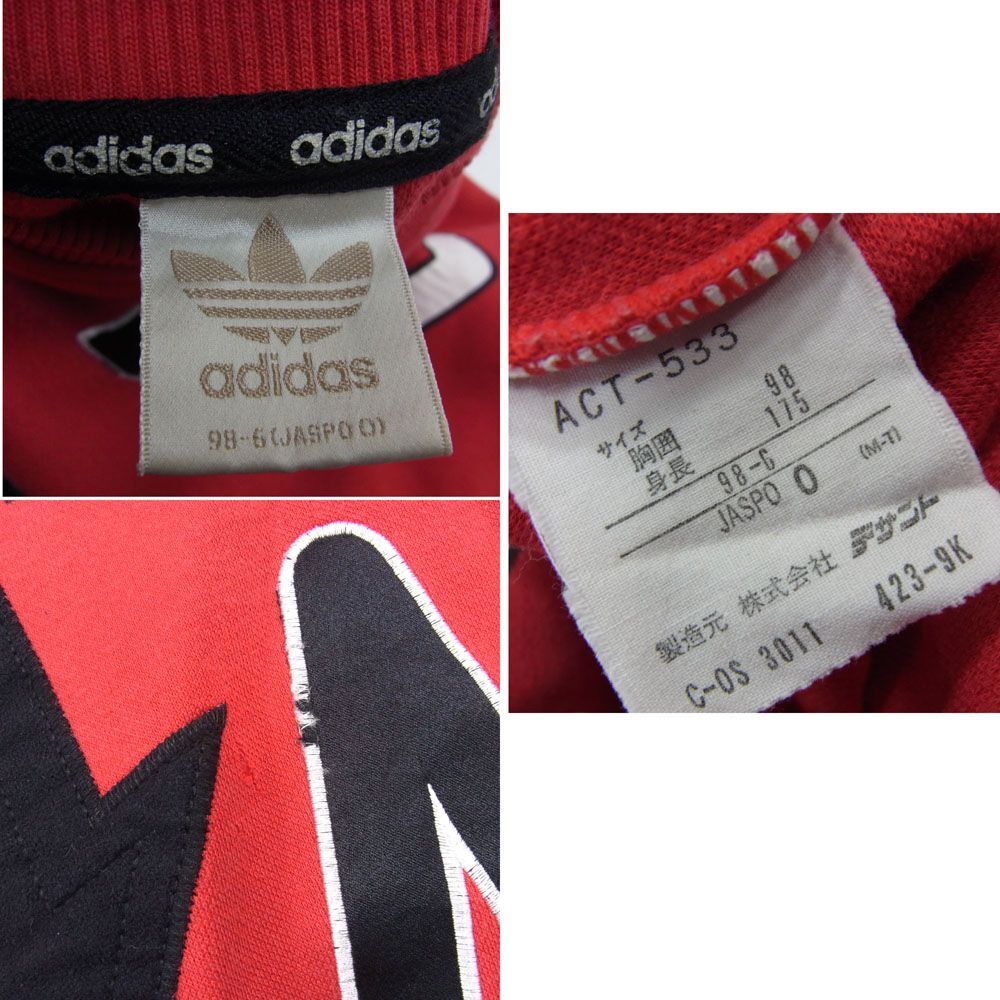 adidas adidas ad
adidas
98-6(JASPO O)
ACT-533
サイズ
胸囲 98
身長 175
98-6 (M-T)
JASPO O
製造元 株式会社 デサント
C-OS 3011 423-9K